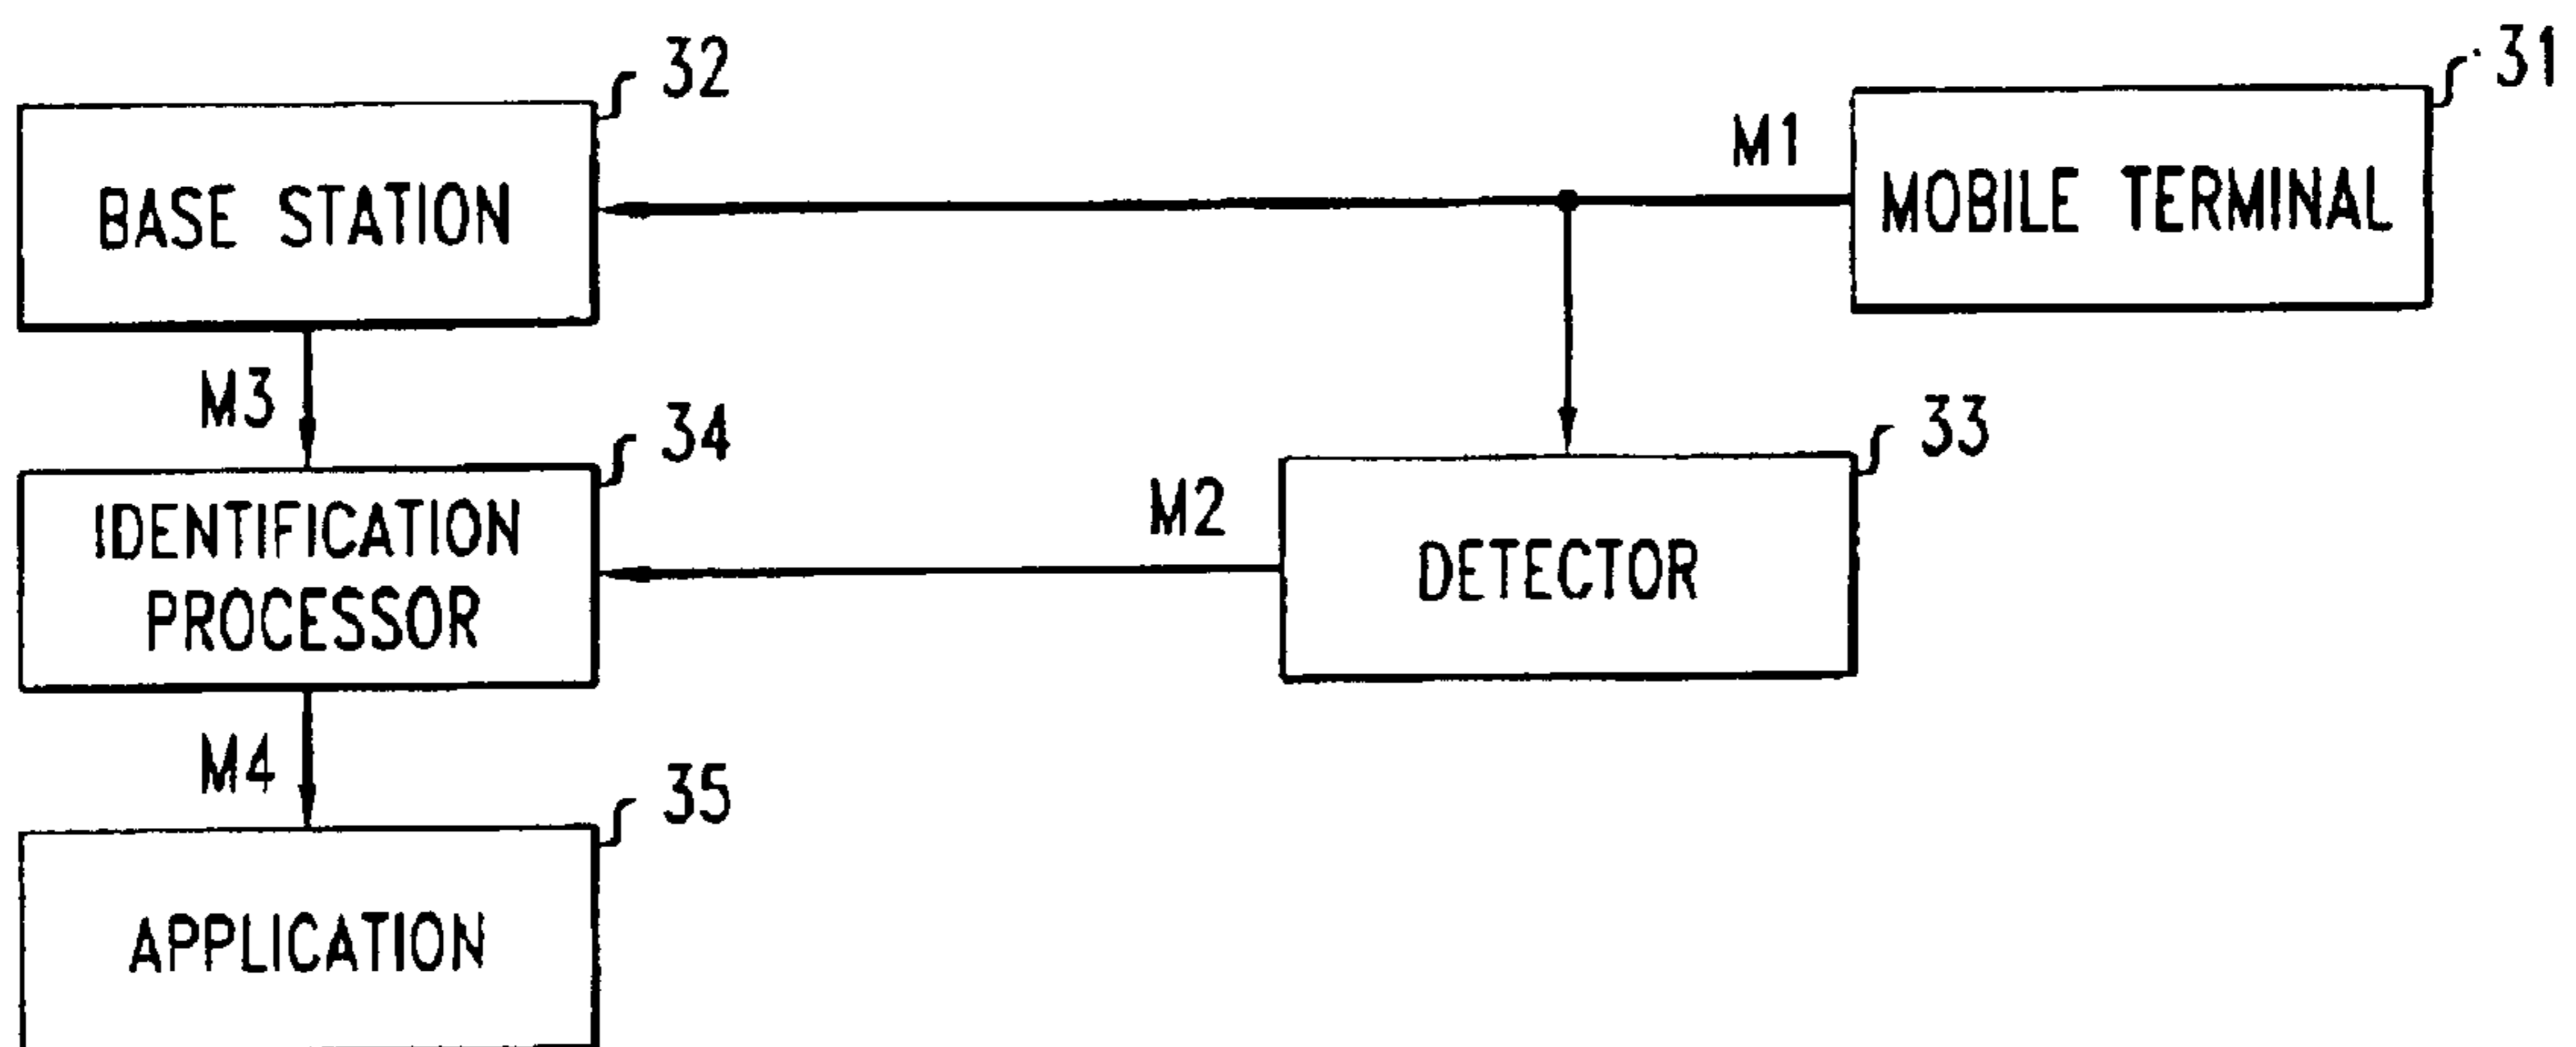 32
31
M1
BASE STATION
MOBILE TERMINAL
M3
34
33
M2
IDENTIFICATION
PROCESSOR
DETECTOR
M4
35
APPLICATION